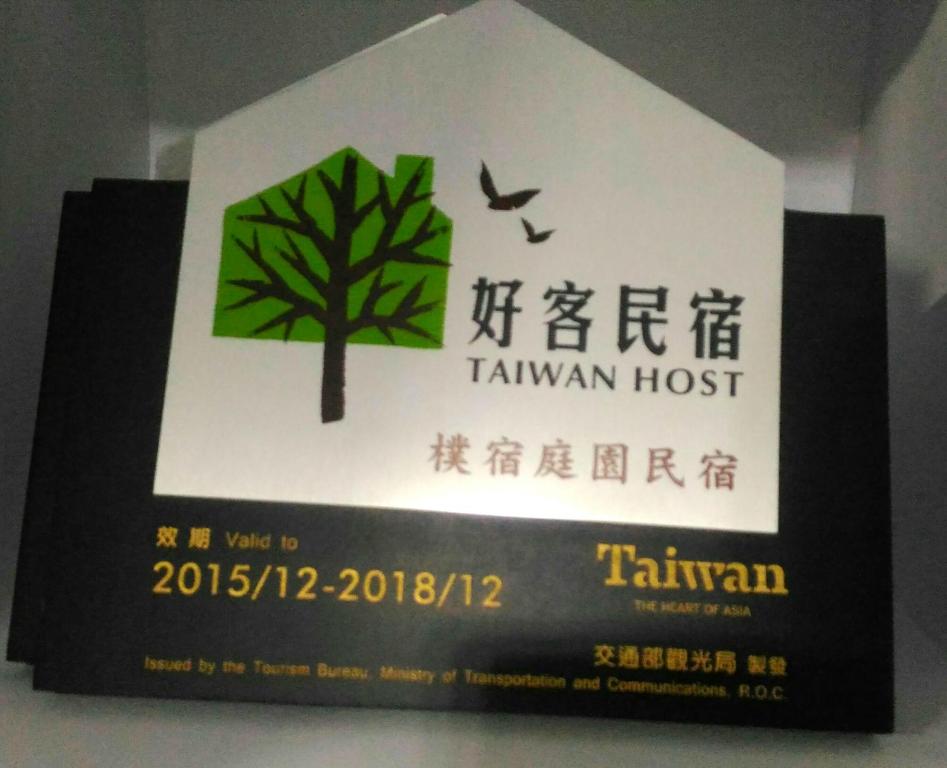 好客民宿
TAIWAN HOST
樸宿庭園民宿
效期 Valid to
2015/12-2018/12
Taiwan
THE HEART OF ASIA
交通部觀光局 製發
Issued by the Tourism Bureau, Ministry of Transportation and Communications, R.O.C.